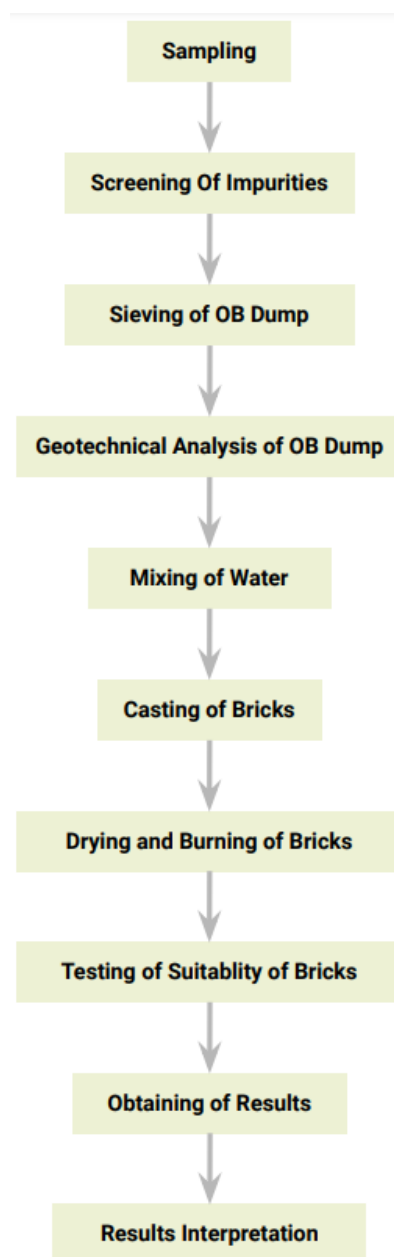 Sampling
Screening Of Impurities
Sieving of OB Dump
Geotechnical Analysis of OB Dump
Mixing of Water
Casting of Bricks
Drying and Burning of Bricks
Testing of Suitablity of Bricks
Obtaining of Results
Results Interpretation